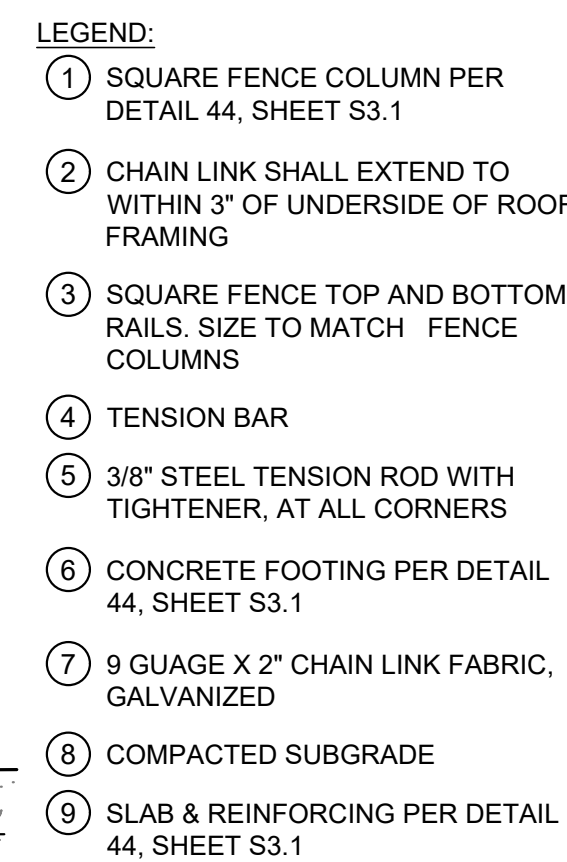 LEGEND:
1 SQUARE FENCE COLUMN PER
DETAIL 44, SHEET S3.1
2 CHAIN LINK SHALL EXTEND TO
WITHIN 3" OF UNDERSIDE OF ROOF
FRAMING
3 SQUARE FENCE TOP AND BOTTOM
RAILS. SIZE TO MATCH FENCE
COLUMNS
4 TENSION BAR
5 3/8" STEEL TENSION ROD WITH
TIGHTENER, AT ALL CORNERS
6 CONCRETE FOOTING PER DETAIL
44, SHEET S3.1
7 9 GUAGE X 2" CHAIN LINK FABRIC,
GALVANIZED
8 COMPACTED SUBGRADE
9 SLAB & REINFORCING PER DETAIL
44, SHEET S3.1